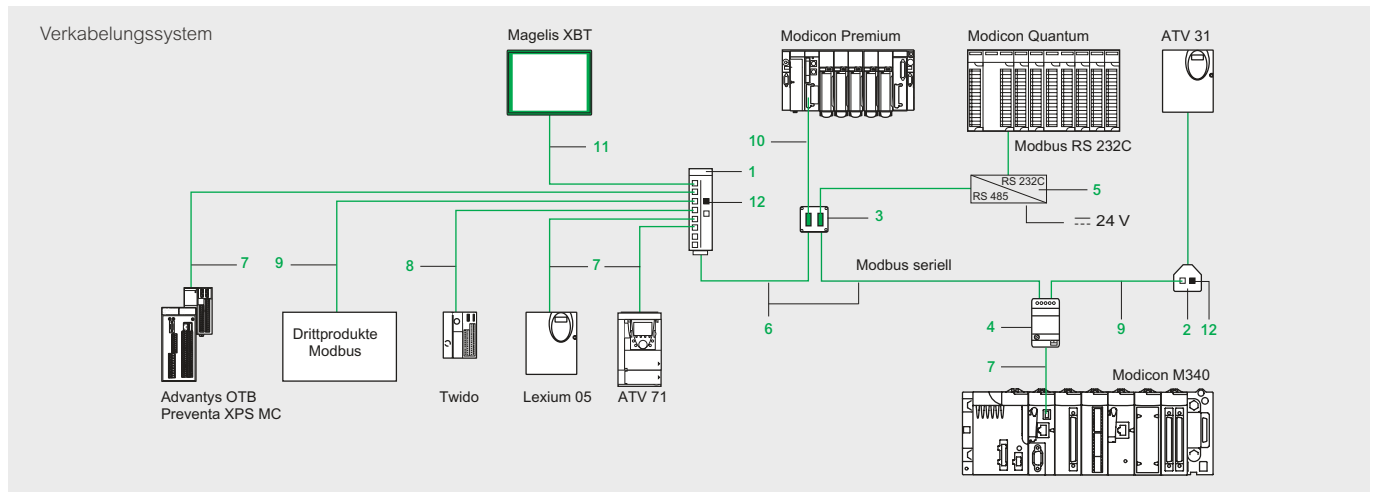 Verkabelungssystem
Magelis XBT
Modicon Premium
Modicon Quantum
ATV 31
11
10
Modbus RS 232C
1
RS 232C
RS 485
5
12
3
24 V
7
9
8
7
Modbus seriell
6
4
9
2
12
7
Drittprodukte
Modbus
Modicon M340
Advantys OTB
Preventa XPS MC
Twido
Lexium 05
ATV 71